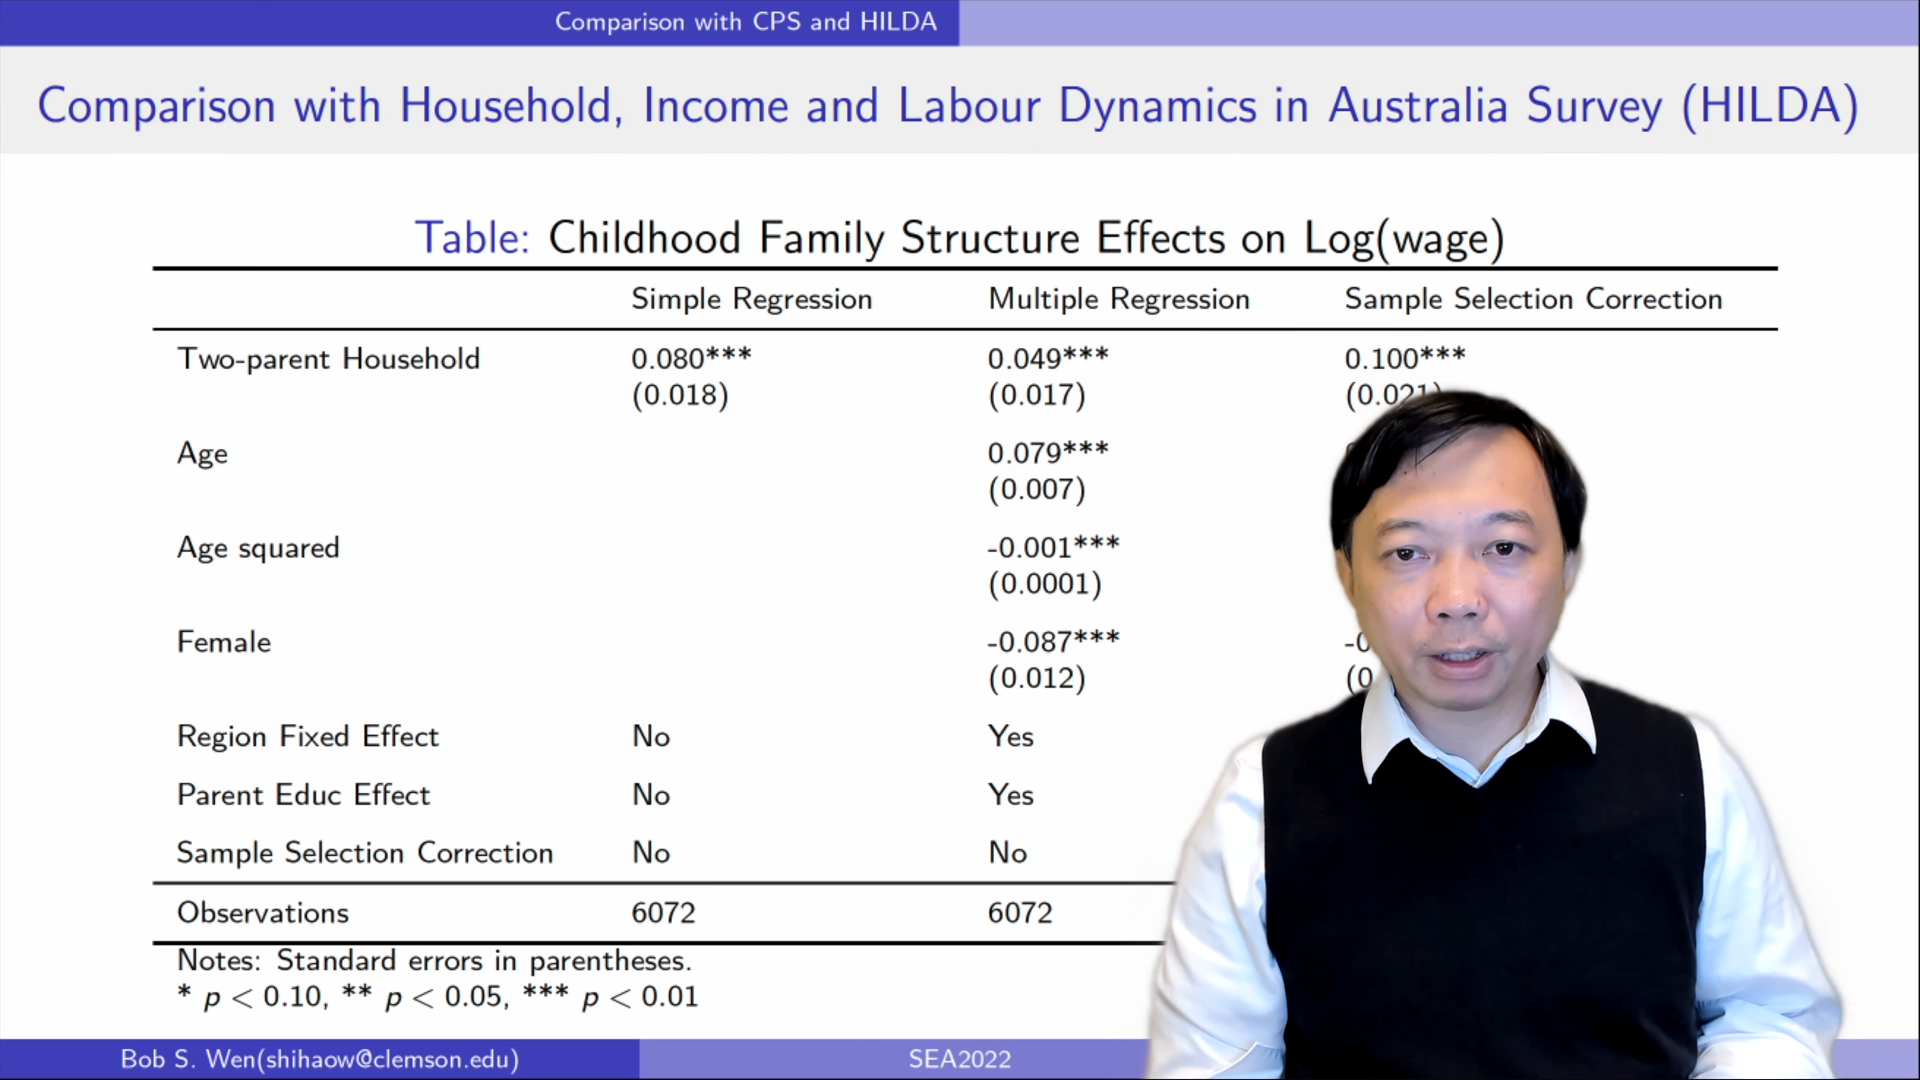 Comparison with CPS and HILDA
Comparison with Household, Income and Labour Dynamics in Australia Survey (HILDA)
Table: Childhood Family Structure Effects on Log(wage)
Simple Regression Multiple Regression Sample Selection Correction
Two-parent Household 0.080*** 0.049*** 0.100***
(0.018) (0.017)
Age 0.079***
(0.007)
Age squared -0.001***
(0.0001)
Female -0.087***
(0.012)
Region Fixed Effect No Yes
Parent Educ Effect No Yes
Sample Selection Correction No No
Observations 6072 6072
Notes: Standard errors in parentheses.
* p < 0.10, ** p < 0.05, *** p < 0.01
Bob S. Wen(shihaow@clemson.edu) SEA2022